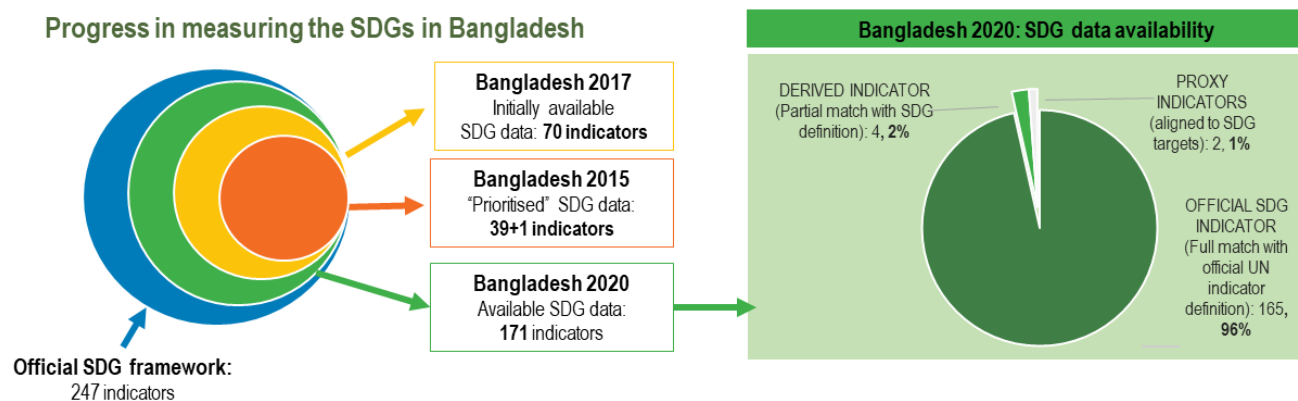 Progress in measuring the SDGs in Bangladesh
Bangladesh 2017
Initially available
SDG data: 70 indicators
Bangladesh 2015
“Prioritised” SDG data:
39+1 indicators
Bangladesh 2020
Available SDG data:
171 indicators
Official SDG framework:
247 indicators
Bangladesh 2020: SDG data availability
DERIVED INDICATOR
(Partial match with SDG
definition): 4, 2%
PROXY
INDICATORS
(aligned to SDG
targets): 2, 1%
OFFICIAL SDG
INDICATOR
(Full match with
official UN
indicator
definition): 165,
96%